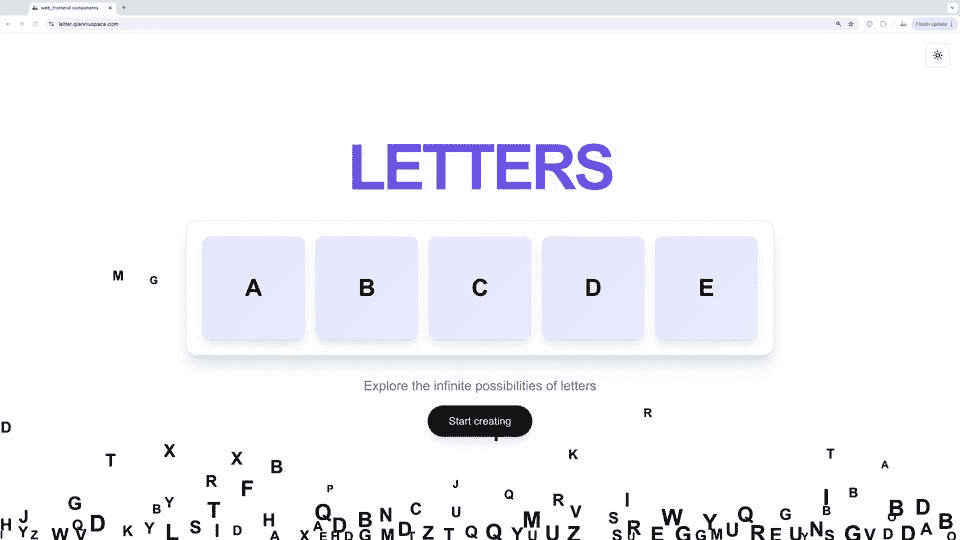 web_frontend components
letter.qianniuspace.com
Finish update
LETTERS
A B C D E
M G
Explore the infinite possibilities of letters
R
Start creating
D
T X X B K T A
R F P J Q R I I B
G B Y T Q C U V B B D
H J Y Z W Q V D K Y L S I D H A X A E D B G N M D Z T Q Q Y M U U Z S R E W G G Y M U Q R E G U N S G V D D A B O